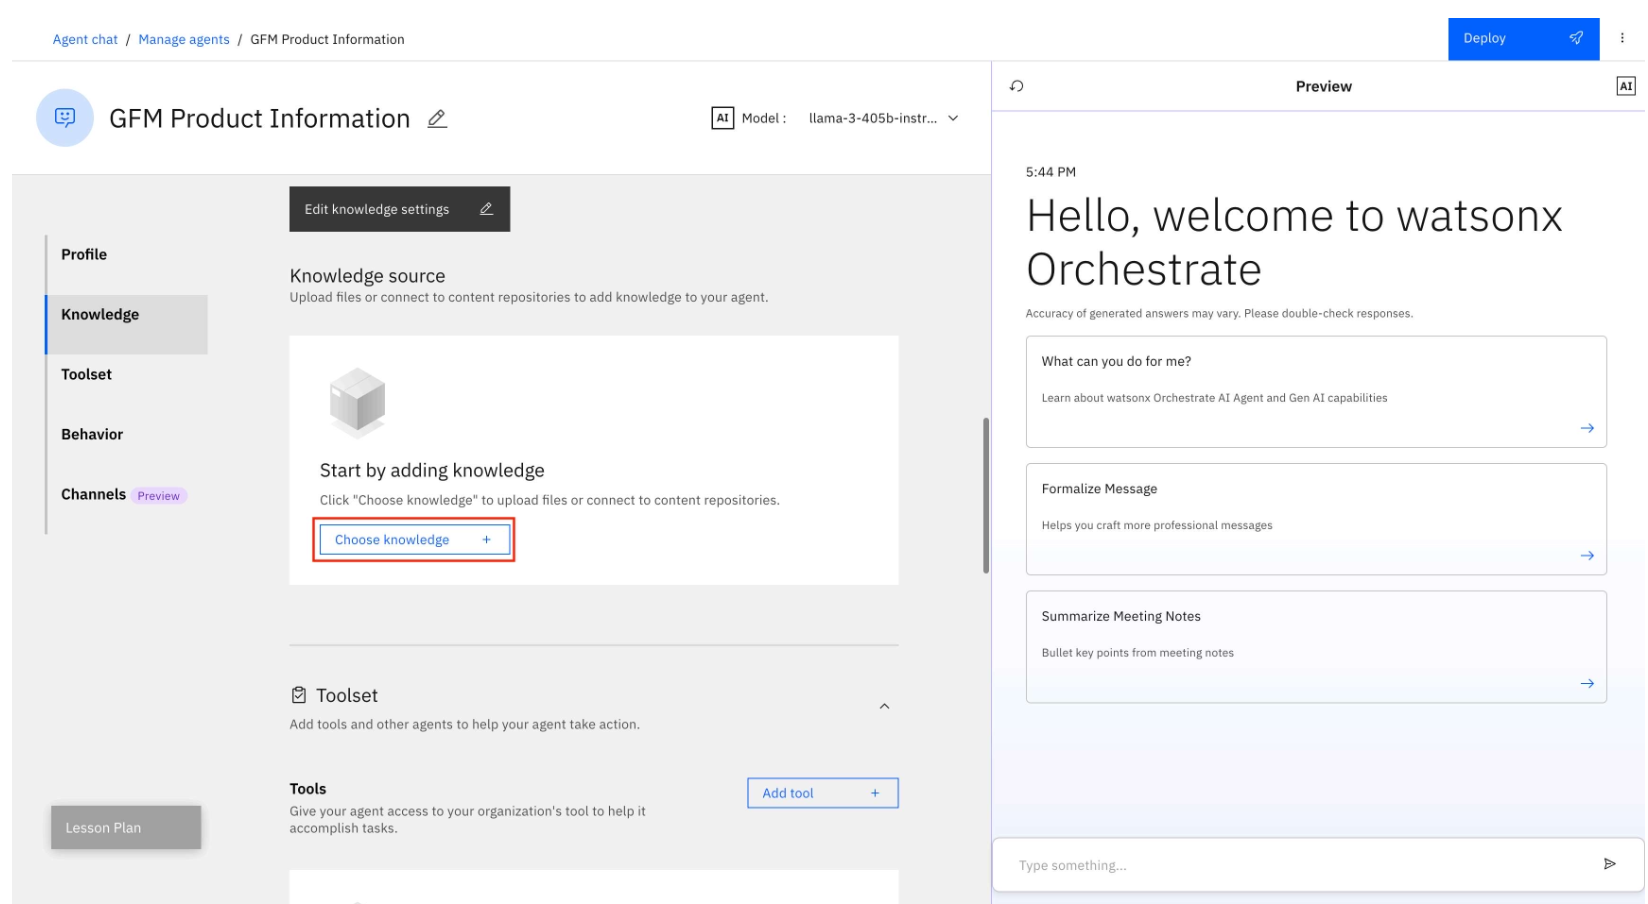 Agent chat / Manage agents / GFM Product Information
Deploy
GFM Product Information
AI Model : llama-3-405b-instr...
Edit knowledge settings
Profile
Knowledge
Toolset
Behavior
Channels Preview
Lesson Plan
Knowledge source
Upload files or connect to content repositories to add knowledge to your agent.
Start by adding knowledge
Click "Choose knowledge" to upload files or connect to content repositories.
Choose knowledge +
Toolset
Add tools and other agents to help your agent take action.
Tools
Give your agent access to your organization's tool to help it
accomplish tasks.
Add tool +
Preview
AI
5:44 PM
Hello, welcome to watsonx
Orchestrate
Accuracy of generated answers may vary. Please double-check responses.
What can you do for me?
Learn about watsonx Orchestrate AI Agent and Gen AI capabilities
Formalize Message
Helps you craft more professional messages
Summarize Meeting Notes
Bullet key points from meeting notes
Type something...